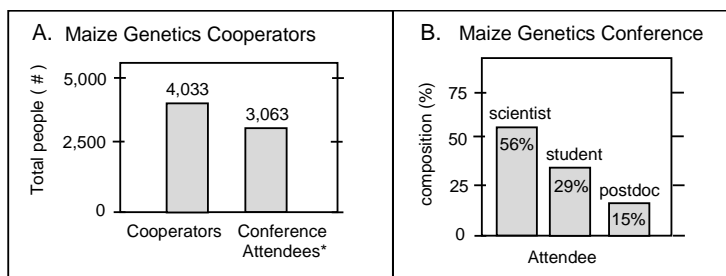 A. Maize Genetics Cooperators
Total people ( # )
5,000
2,500
0
4,033
3,063
Cooperators
Conference
Attendees*
B. Maize Genetics Conference
composition (%)
75
50
25
0
scientist
56%
student
29%
postdoc
15%
Attendee